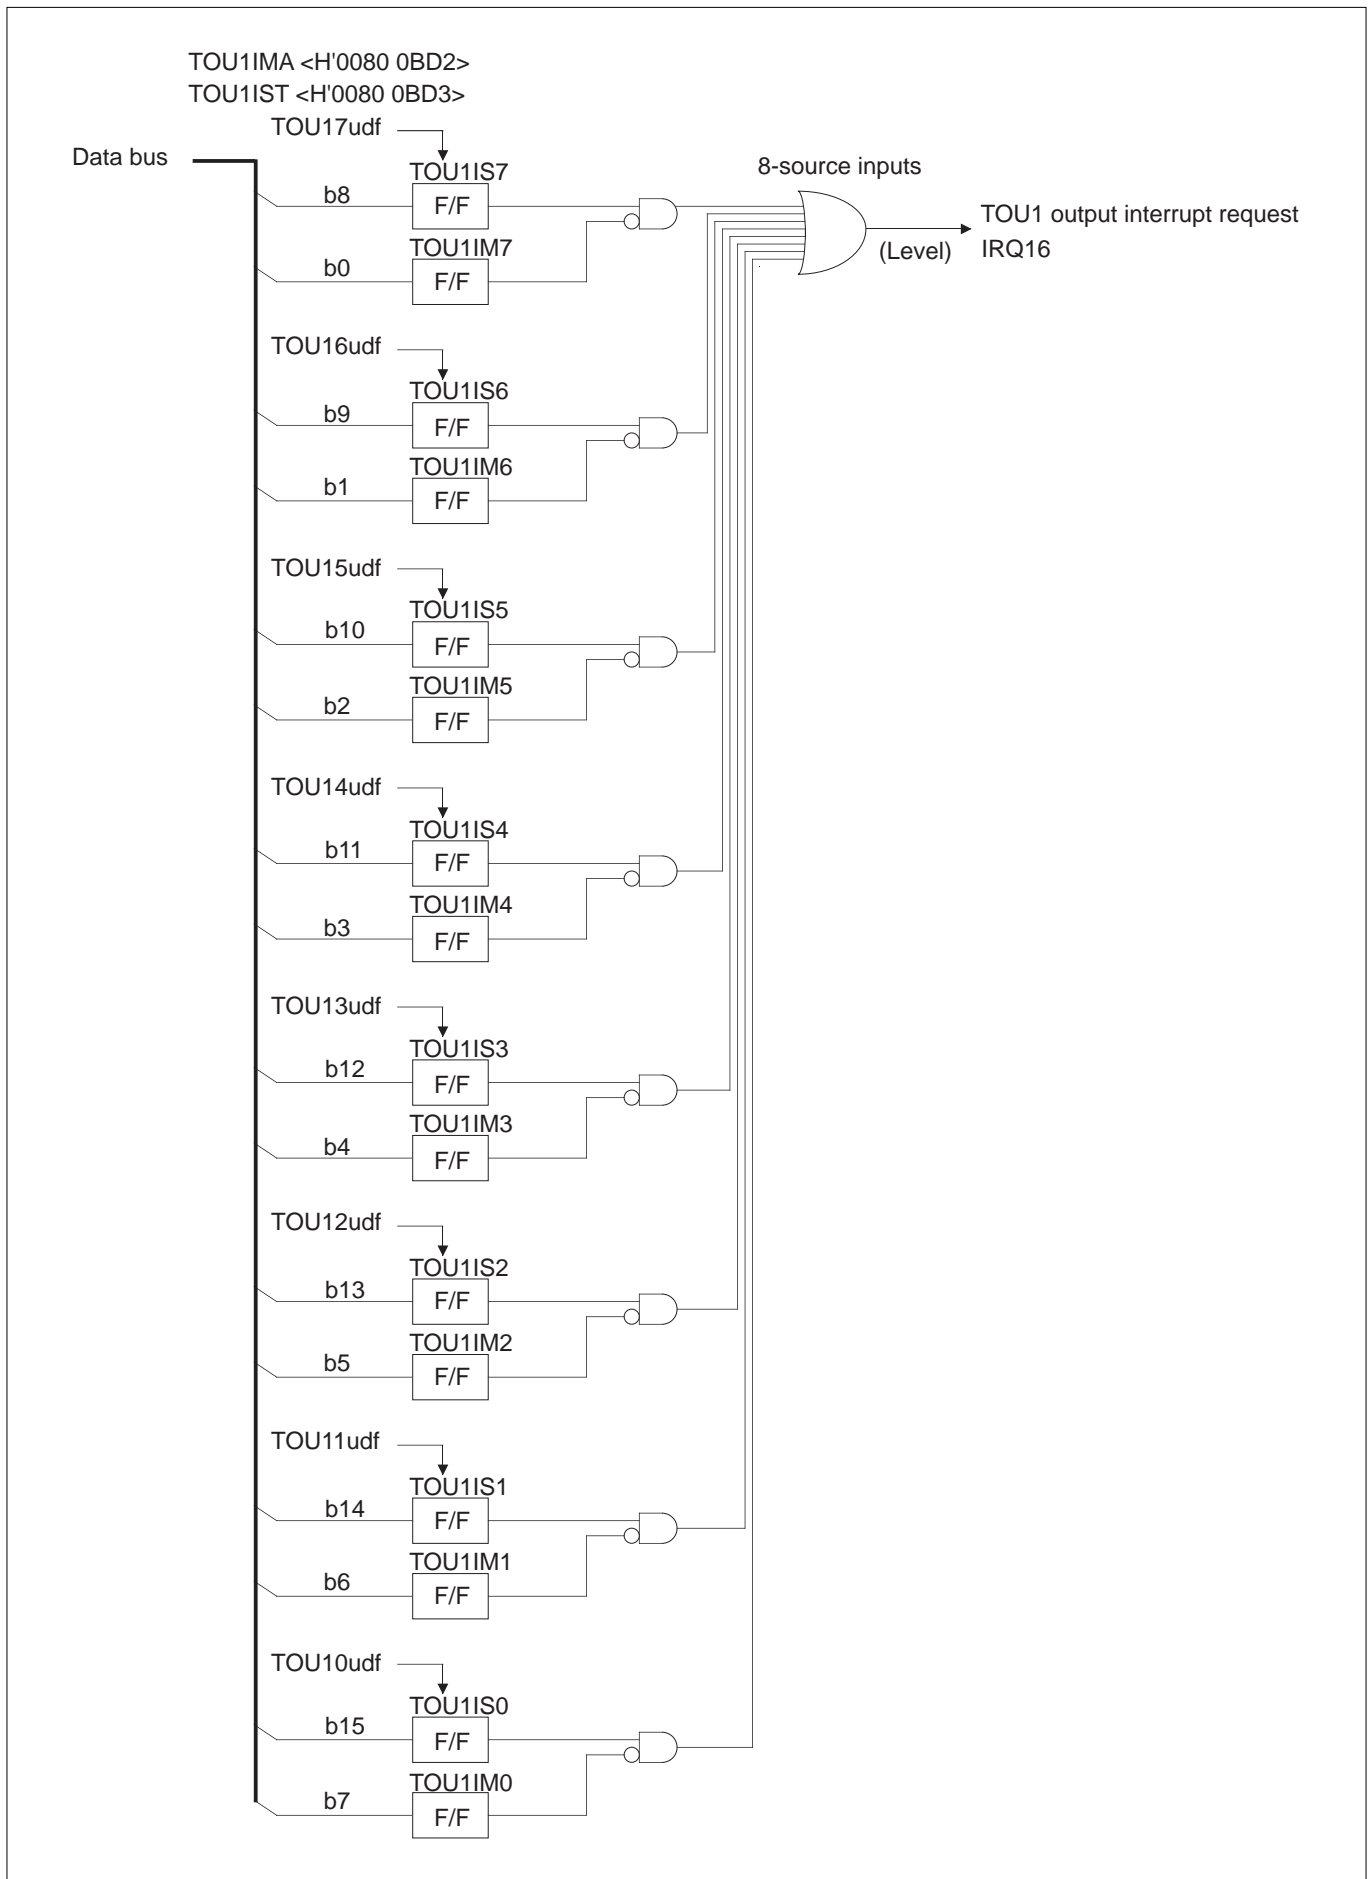 TOU1IMA <H'0080 0BD2>
TOU1IST <H'0080 0BD3>
TOU17udf
Data bus
TOU1IS7
8-source inputs
b8
F/F
TOU1 output interrupt request
TOU1IM7
(Level)
IRQ16
b0
F/F
TOU16udf
TOU1IS6
b9
F/F
TOU1IM6
b1
F/F
TOU15udf
TOU1IS5
b10
F/F
TOU1IM5
b2
F/F
TOU14udf
TOU1IS4
b11
F/F
TOU1IM4
b3
F/F
TOU13udf
TOU1IS3
b12
F/F
TOU1IM3
b4
F/F
TOU12udf
TOU1IS2
b13
F/F
TOU1IM2
b5
F/F
TOU11udf
TOU1IS1
b14
F/F
TOU1IM1
b6
F/F
TOU10udf
TOU1IS0
b15
F/F
TOU1IM0
b7
F/F